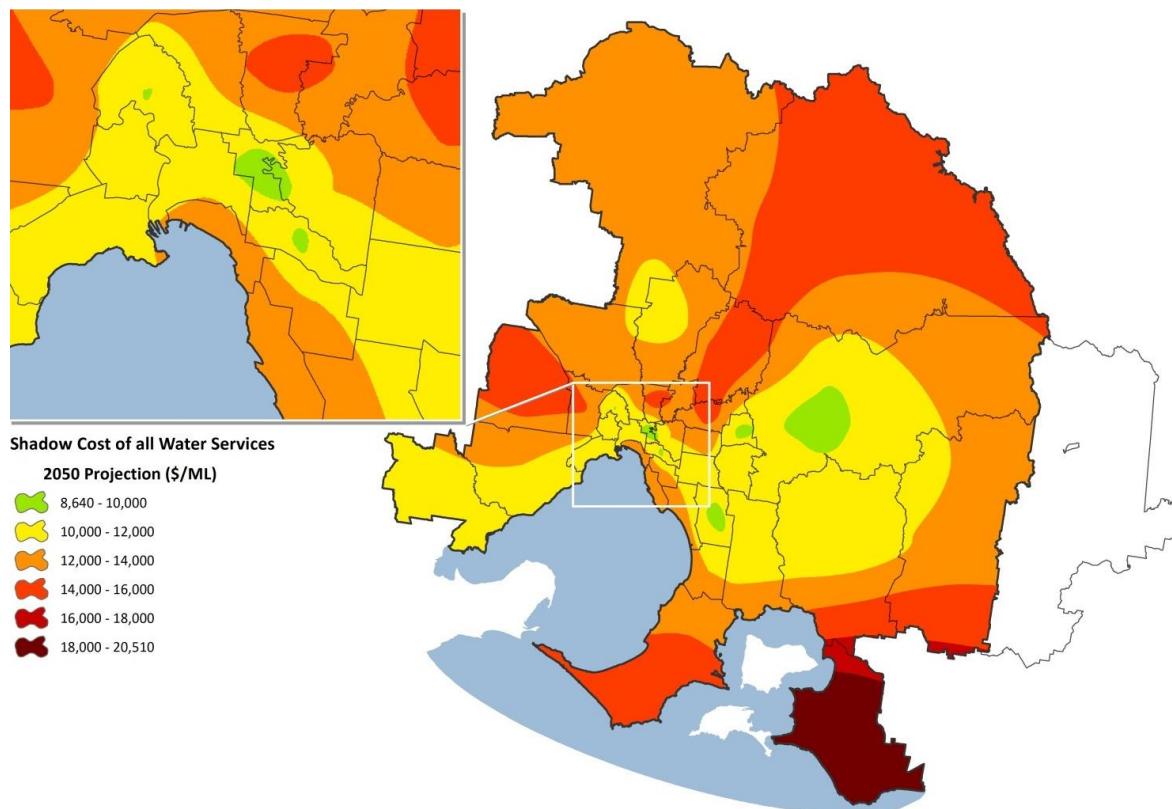 Shadow Cost of all Water Services
2050 Projection ($/ML)
8,640 - 10,000
10,000 - 12,000
12,000 - 14,000
14,000 - 16,000
16,000 - 18,000
18,000 - 20,510